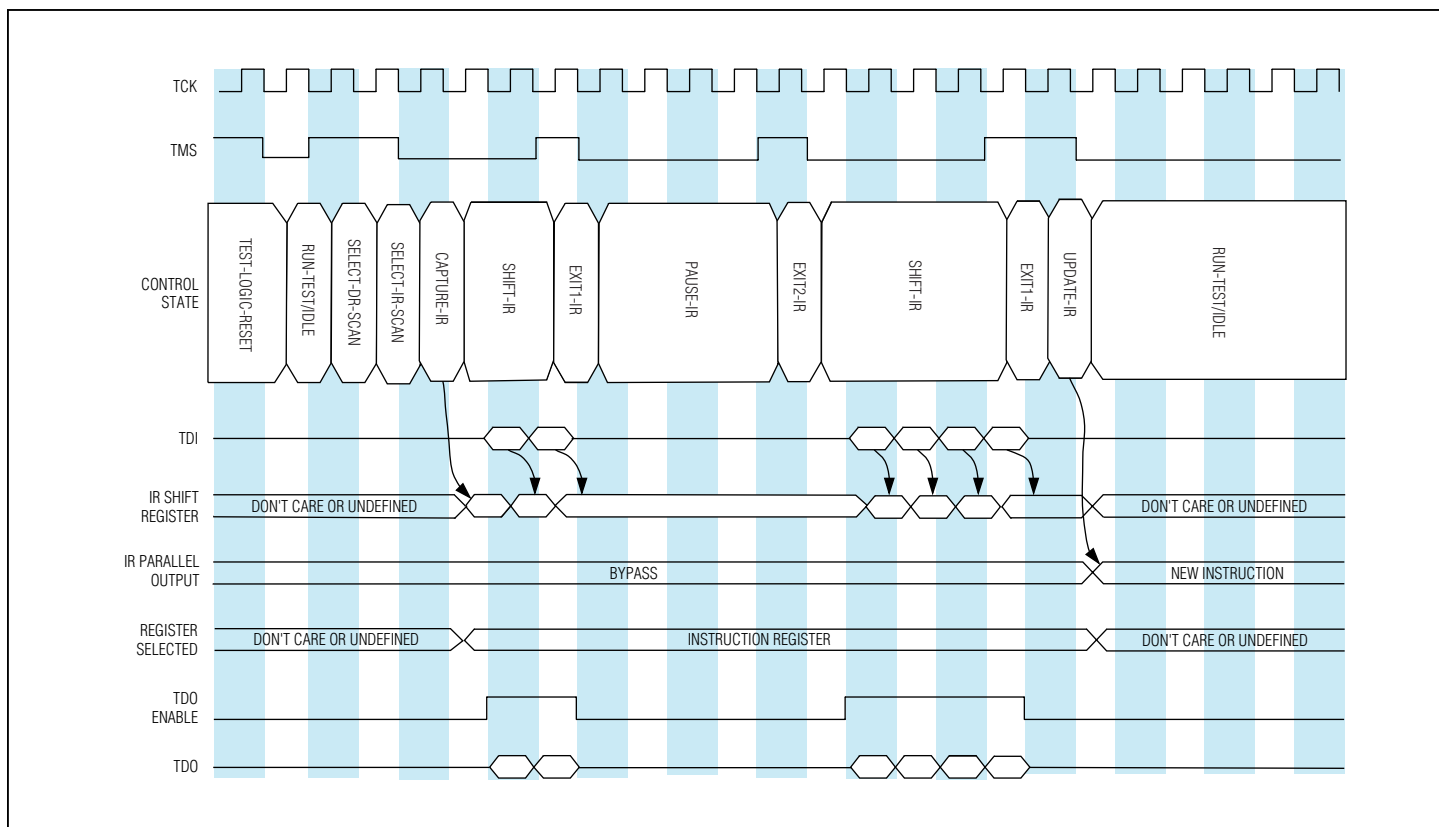 TCK
TMS
CONTROL
STATE
TEST-LOGIC-RESET
RUN-TEST/IDLE
SELECT-DR-SCAN
SELECT-IR-SCAN
CAPTURE-IR
SHIFT-IR
EXIT1-IR
PAUSE-IR
EXIT2-IR
SHIFT-IR
EXIT1-IR
UPDATE-IR
RUN-TEST/IDLE
TDI
IR SHIFT
REGISTER
DON'T CARE OR UNDEFINED
DON'T CARE OR UNDEFINED
IR PARALLEL
OUTPUT
BYPASS
NEW INSTRUCTION
REGISTER
SELECTED
DON'T CARE OR UNDEFINED
INSTRUCTION REGISTER
DON'T CARE OR UNDEFINED
TDO
ENABLE
TDO